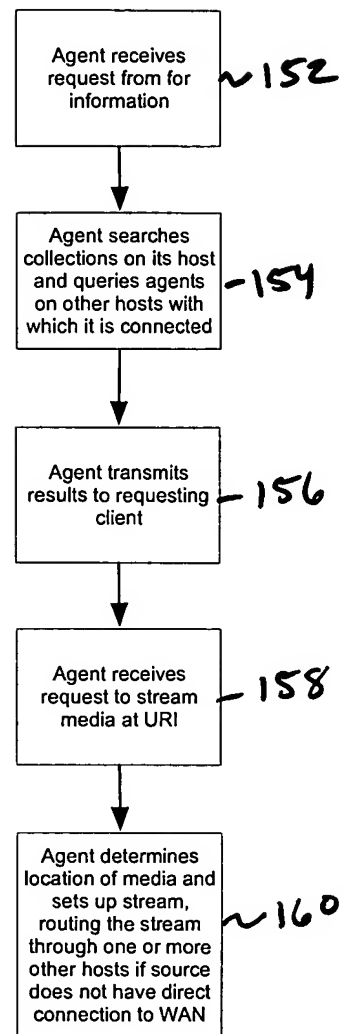 Agent receives
request from for
information
152
Agent searches
collections on its host
and queries agents
on other hosts with
which it is connected
154
Agent transmits
results to requesting
client
156
Agent receives
request to stream
media at URI
158
Agent determines
location of media and
sets up stream,
routing the stream
through one or more
other hosts if source
does not have direct
connection to WAN
160